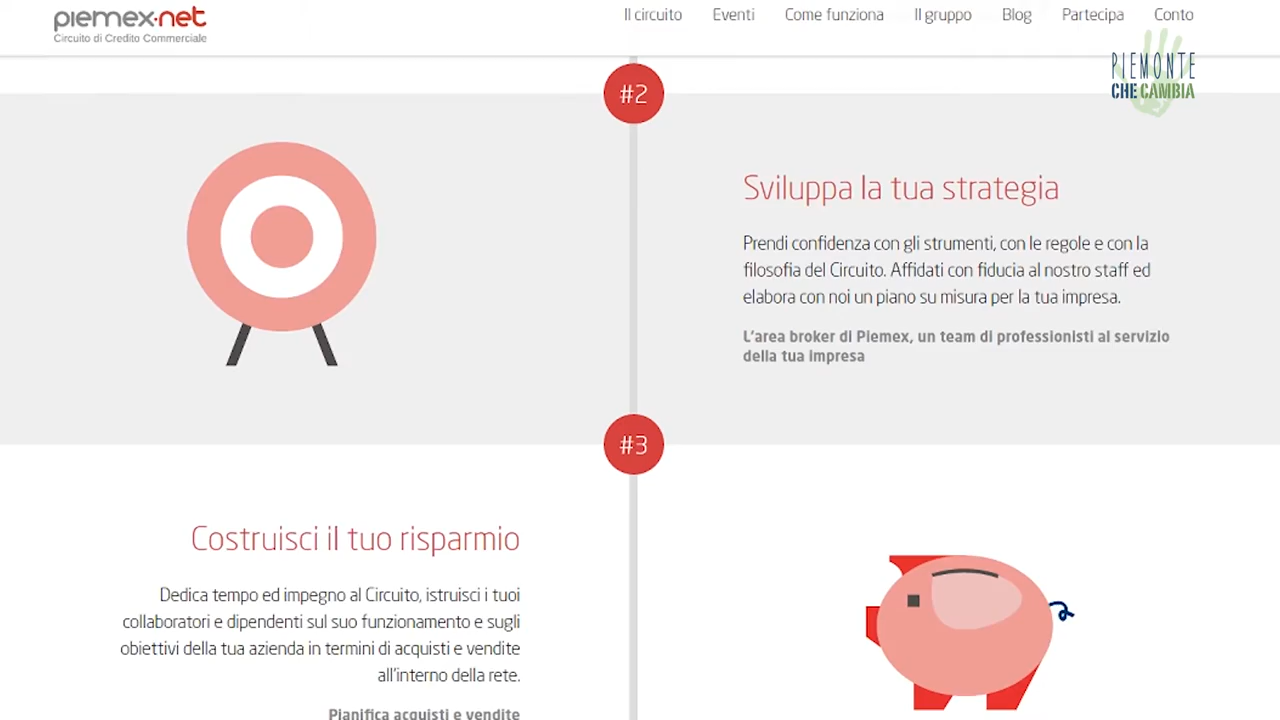 piemex.net
Circuito di Credito Commerciale
Il circuito Eventi Come funziona Il gruppo Blog Partecipa Conto
PIEMONTE
CHE CAMBIA
#2
Sviluppa la tua strategia
Prendi confidenza con gli strumenti, con le regole e con la
filosofia del Circuito. Affidati con fiducia al nostro staff ed
elabora con noi un piano su misura per la tua impresa.
L'area broker di Piemex, un team di professionisti al servizio
della tua impresa
#3
Costruisci il tuo risparmio
Dedica tempo ed impegno al Circuito, istruisci i tuoi
collaboratori e dipendenti sul suo funzionamento e sugli
obiettivi della tua azienda in termini di acquisti e vendite
all'interno della rete.
Pianifica acquisti e vendite